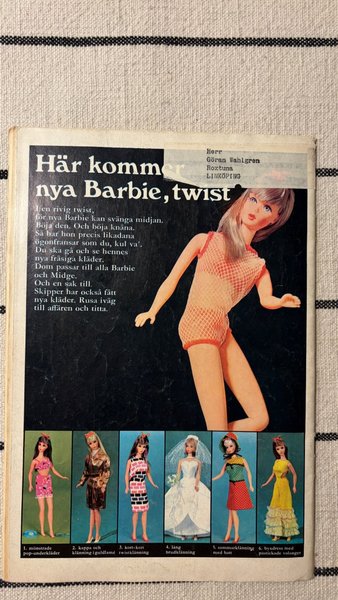 Herr
Göran Wahlgren
Roxtuna
LINKÖPING
Här kommer
nya Barbie, twist
I en rivig twist,
för nya Barbie kan svänga midjan.
Böja den. Och böja knäna.
Så har hon precis likadana
ögonfransar som du, kul va'.
Du ska gå och se hennes
nya fräsiga kläder.
Dom passar till alla Barbie
och Midge.
Och en sak till.
Skipper har också fått
nya kläder. Rusa iväg
till affären och titta.
1. mönstrade
pop-underkläder
2. kappa och
klänning i guldlamé
3. kort-kort
twistklänning
4. lång
brudklänning
5. sommarklänning
med hatt
6. byxdress med
påstickade volanger